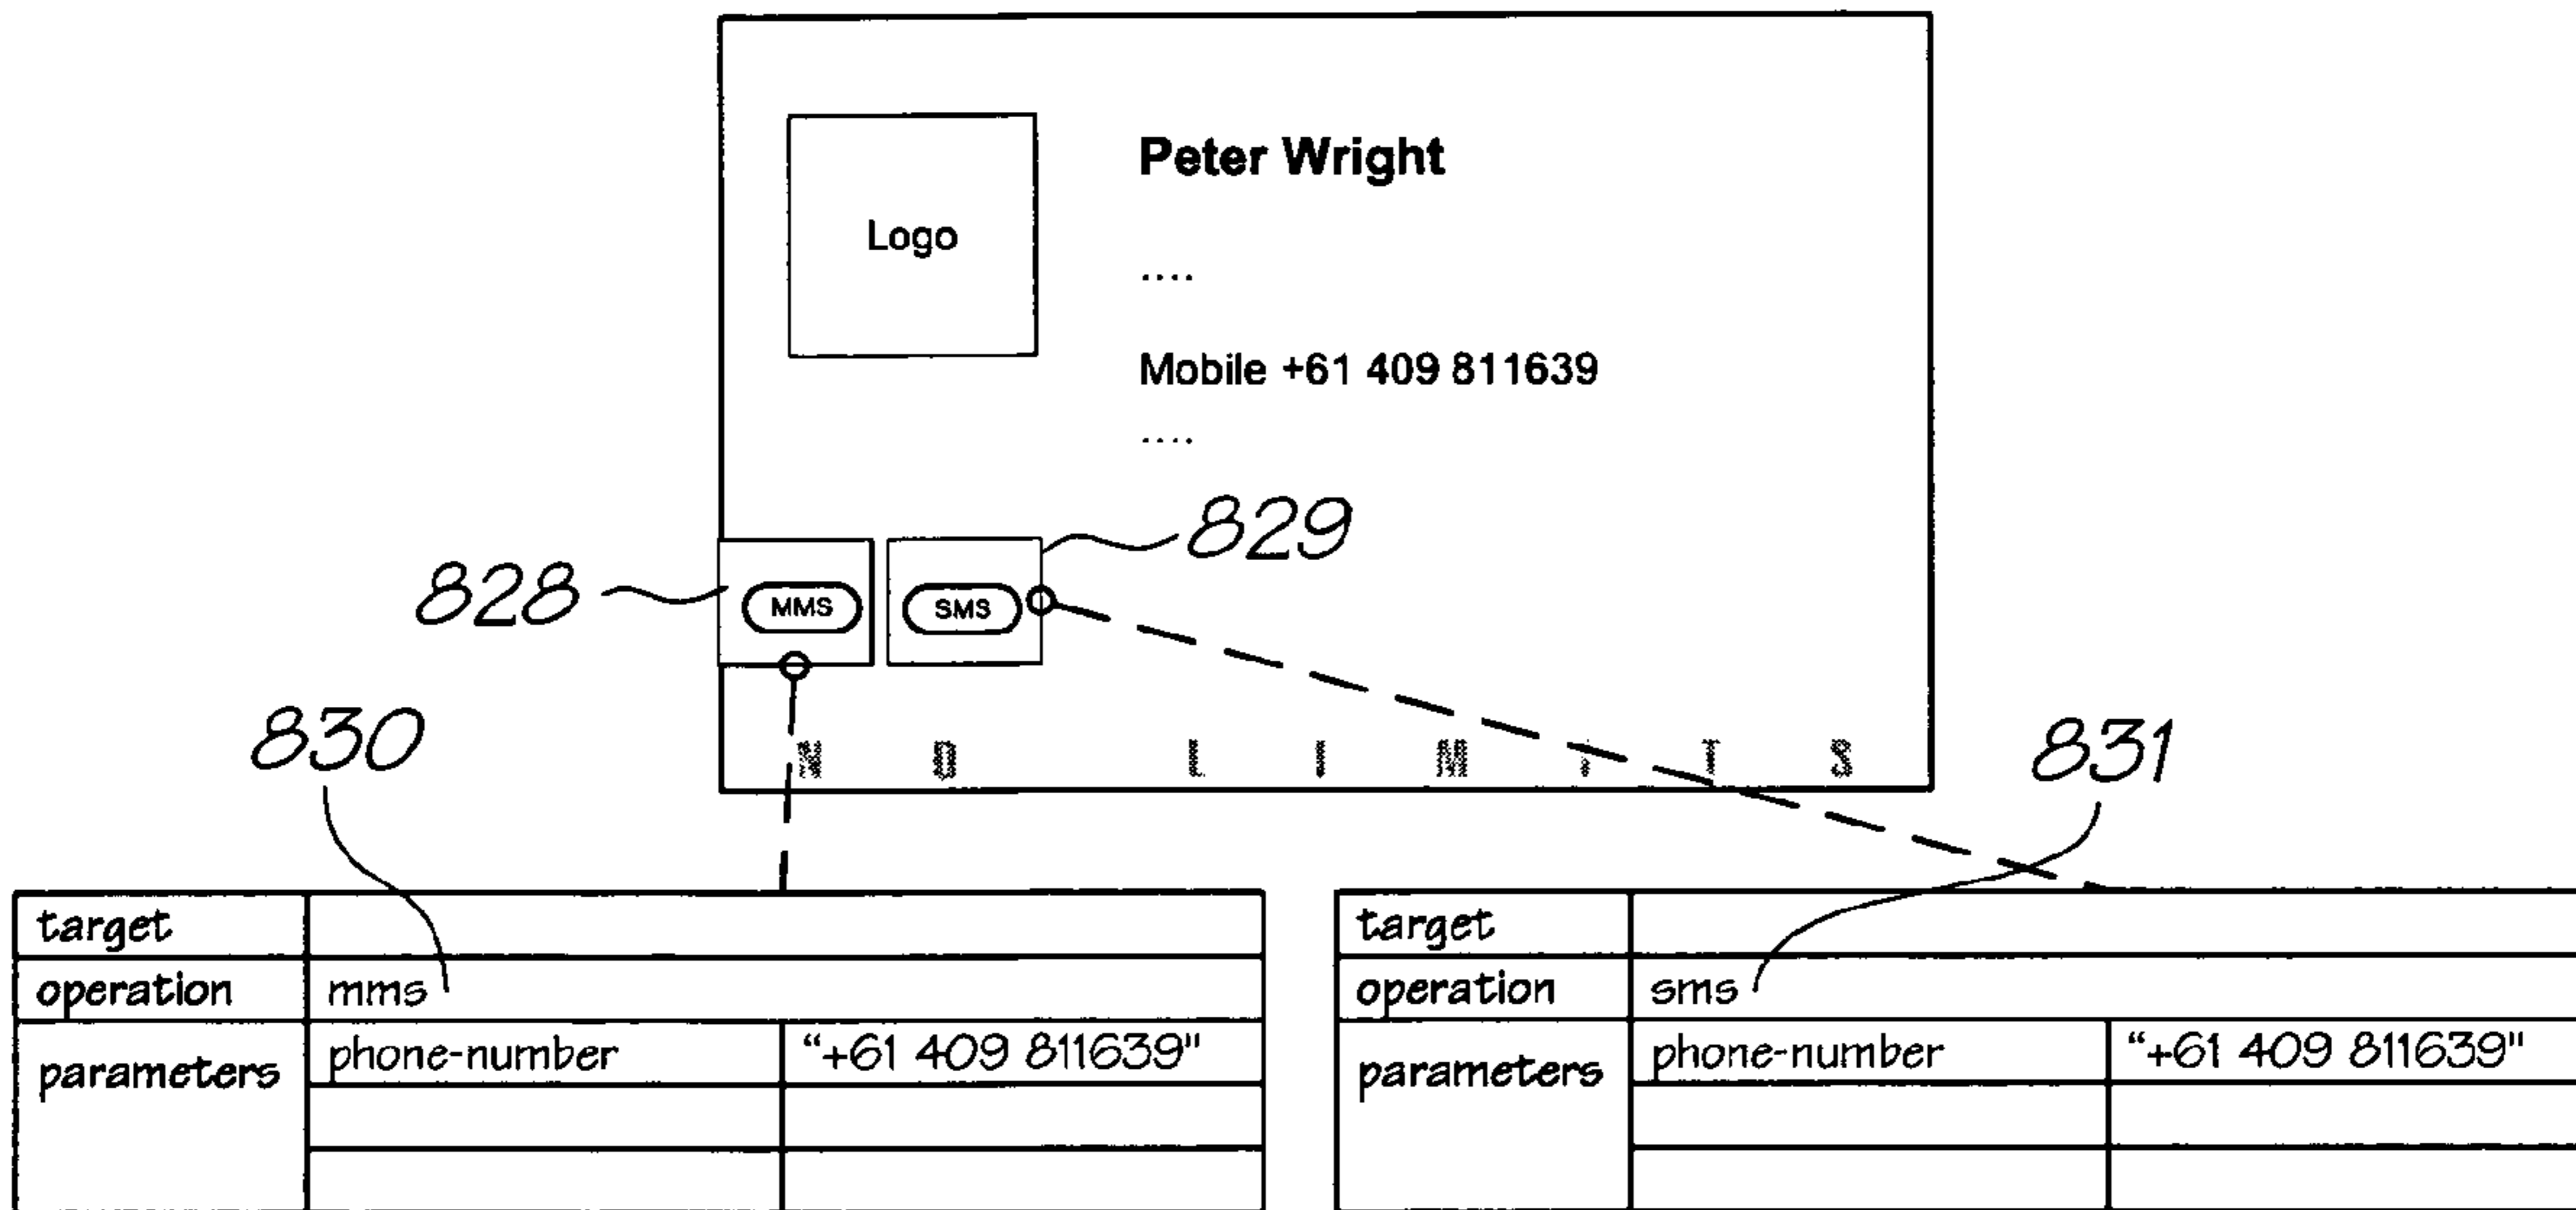 Peter Wright
Logo
....
Mobile +61 409 811639
....
829
828
MMS SMS
830
N O L I M I T S
831
target
operation mms
parameters phone-number “+61 409 811639"
target
operation sms
parameters phone-number “+61 409 811639"